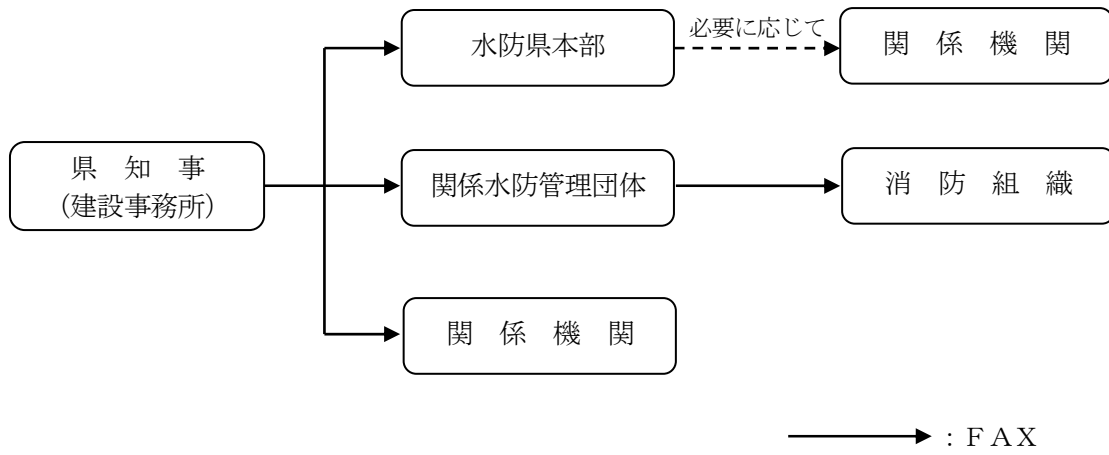 水防県本部
必要に応じて
関 係 機 関
県 知 事
(建設事務所)
関係水防管理団体
消 防 組 織
関 係 機 関
：ＦＡＸ